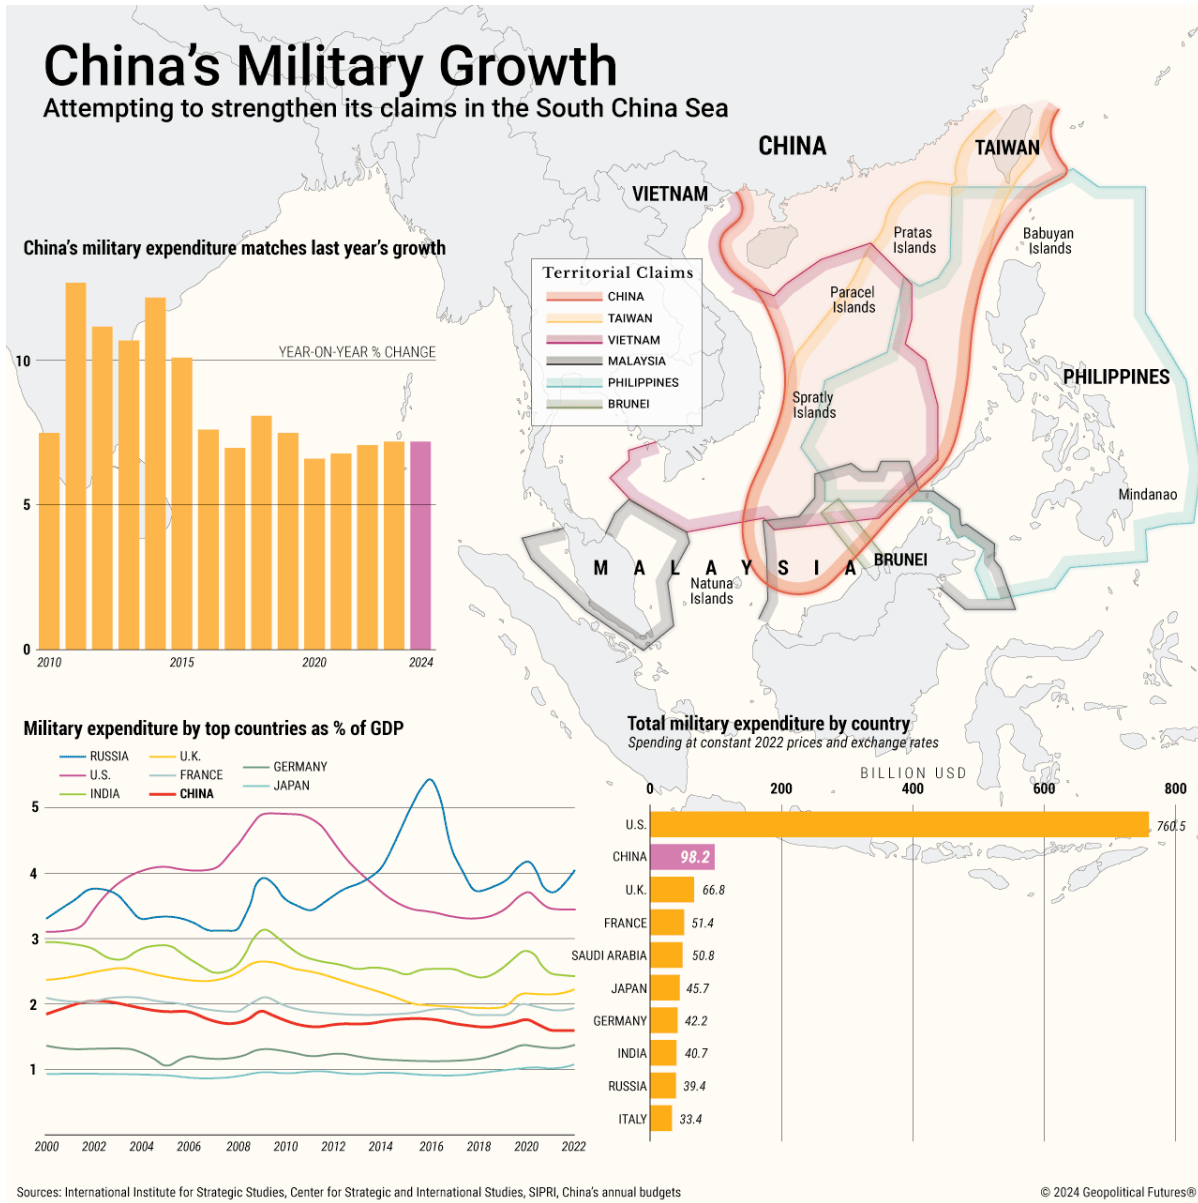 China's Military Growth
Attempting to strengthen its claims in the South China Sea
CHINA
TAIWAN
VIETNAM
Pratas
Islands
Babuyan
Islands
Paracel
Islands
PHILIPPINES
Spratly
Islands
Mindanao
MALAYSIA
BRUNEI
Natuna
Islands
Territorial Claims
CHINA
TAIWAN
VIETNAM
MALAYSIA
PHILIPPINES
BRUNEI
China's military expenditure matches last year's growth
YEAR-ON-YEAR % CHANGE
10
5
0
2010
2015
2020
2024
Military expenditure by top countries as % of GDP
RUSSIA
U.S.
INDIA
U.K.
FRANCE
CHINA
GERMANY
JAPAN
5
4
3
2
1
2000
2002
2004
2006
2008
2010
2012
2014
2016
2018
2020
2022
Total military expenditure by country
Spending at constant 2022 prices and exchange rates
BILLION USD
0
200
400
600
800
U.S. 760.5
CHINA 98.2
U.K. 66.8
FRANCE 51.4
SAUDI ARABIA 50.8
JAPAN 45.7
GERMANY 42.2
INDIA 40.7
RUSSIA 39.4
ITALY 33.4
Sources: International Institute for Strategic Studies, Center for Strategic and International Studies, SIPRI, China's annual budgets
© 2024 Geopolitical Futures®